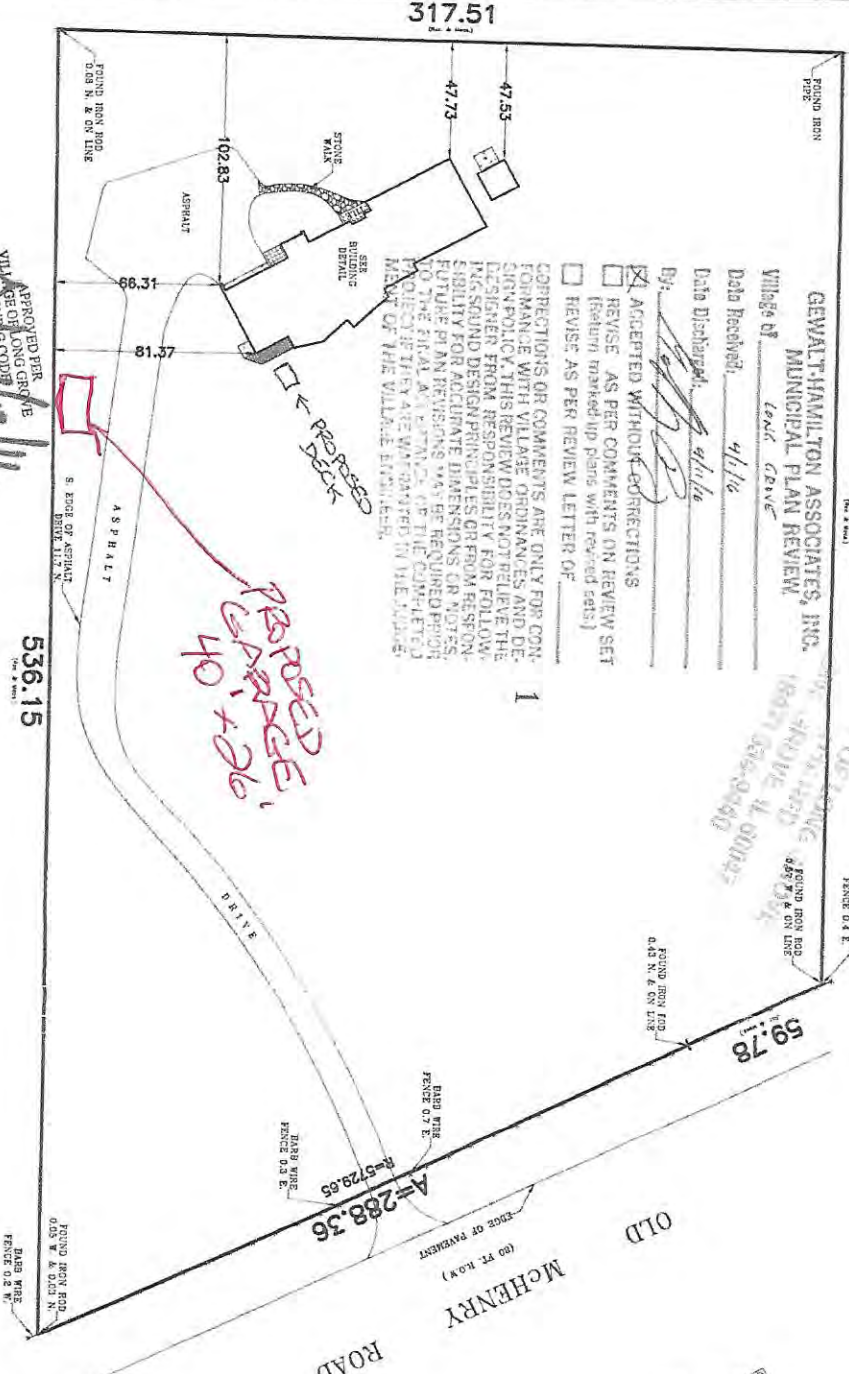 317.51
(Rec. & Meas.)
FOUND IRON
PIPE
47.53
47.73
102.83
66.31
81.37
FOUND IRON ROD
0.08 N. & ON LINE
STONE
WALK
ASPHALT
SEE
BUILDING
DETAIL
← PROPOSED
DECK
GEWALT-HAMILTON ASSOCIATES, INC.
MUNICIPAL PLAN REVIEW
Village of LONG GROVE
Date Received: 4/1/16
Date Discharged: 4/1/16
By:
☒ ACCEPTED WITHOUT CORRECTIONS
☐ REVISE AS PER COMMENTS ON REVIEW SET
(Return marked up plans with revised sets)
☐ REVISE AS PER REVIEW LETTER OF
CORRECTIONS OR COMMENTS ARE ONLY FOR CON-
FORMANCE WITH VILLAGE ORDINANCES AND DE-
SIGN POLICY. THIS REVIEW DOES NOT RELIEVE THE
DESIGNER FROM RESPONSIBILITY FOR FOLLOW-
ING SOUND DESIGN PRINCIPLES OR FROM RESPON-
SIBILITY FOR ACCURATE DIMENSIONS OR NOTES.
FUTURE PLAN REVISIONS MAY BE REQUIRED PRIOR
TO THE FINAL ACCEPTANCE OF THE COMPLETED
PROJECT IF THEY ARE WARRANTED IN THE JUDGE-
MENT OF THE VILLAGE ENGINEER.
1
PROPOSED
GARAGE
40' x 26'
APPROVED PER
VILLAGE OF LONG GROVE
ZONING CODE
S. EDGE OF ASPHALT
DRIVE 11.7 N.
ASPHALT
DRIVE
536.15
FENCE 0.4 E.
FOUND IRON ROD
& ON LINE
FOUND IRON ROD
0.43 N. & ON LINE
59.78
BARB WIRE
FENCE 0.7 E.
BARB WIRE
FENCE 0.3 E.
R=5729.65
A=288.36
EDGE OF PAVEMENT
(80 FT. R.O.W.)
OLD McHENRY ROAD
FOUND IRON ROD
0.05 W. & 0.03 N.
BARB WIRE
FENCE 0.2 W.